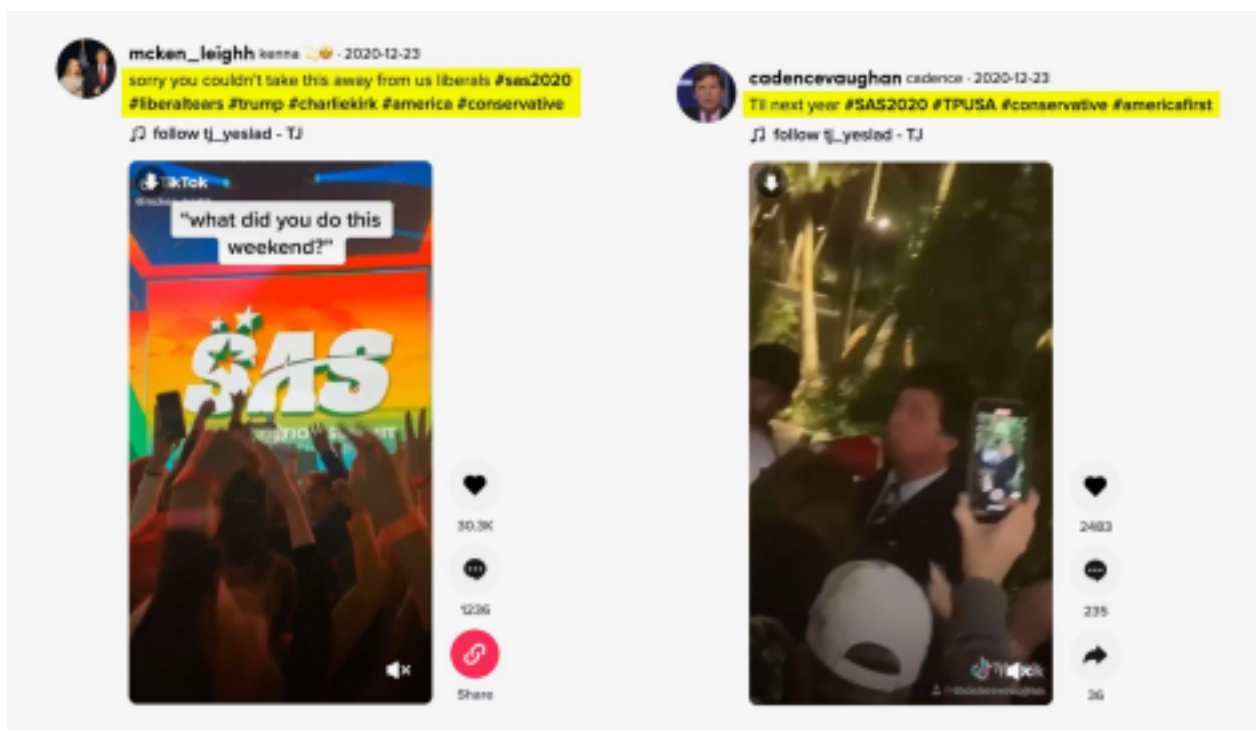 mcken_leighh kenna 💫🤩 · 2020-12-23
sorry you couldn't take this away from us liberals #sas2020
#liberaltears #trump #charliekirk #america #conservative
♫ follow tj_yeslad - TJ
TikTok
"what did you do this
weekend?"
SAS
30.3K
1236
Share
cadencevaughan cadence · 2020-12-23
Til next year #SAS2020 #TPUSA #conservative #americafirst
♫ follow tj_yeslad - TJ
2483
235
36
TikTok